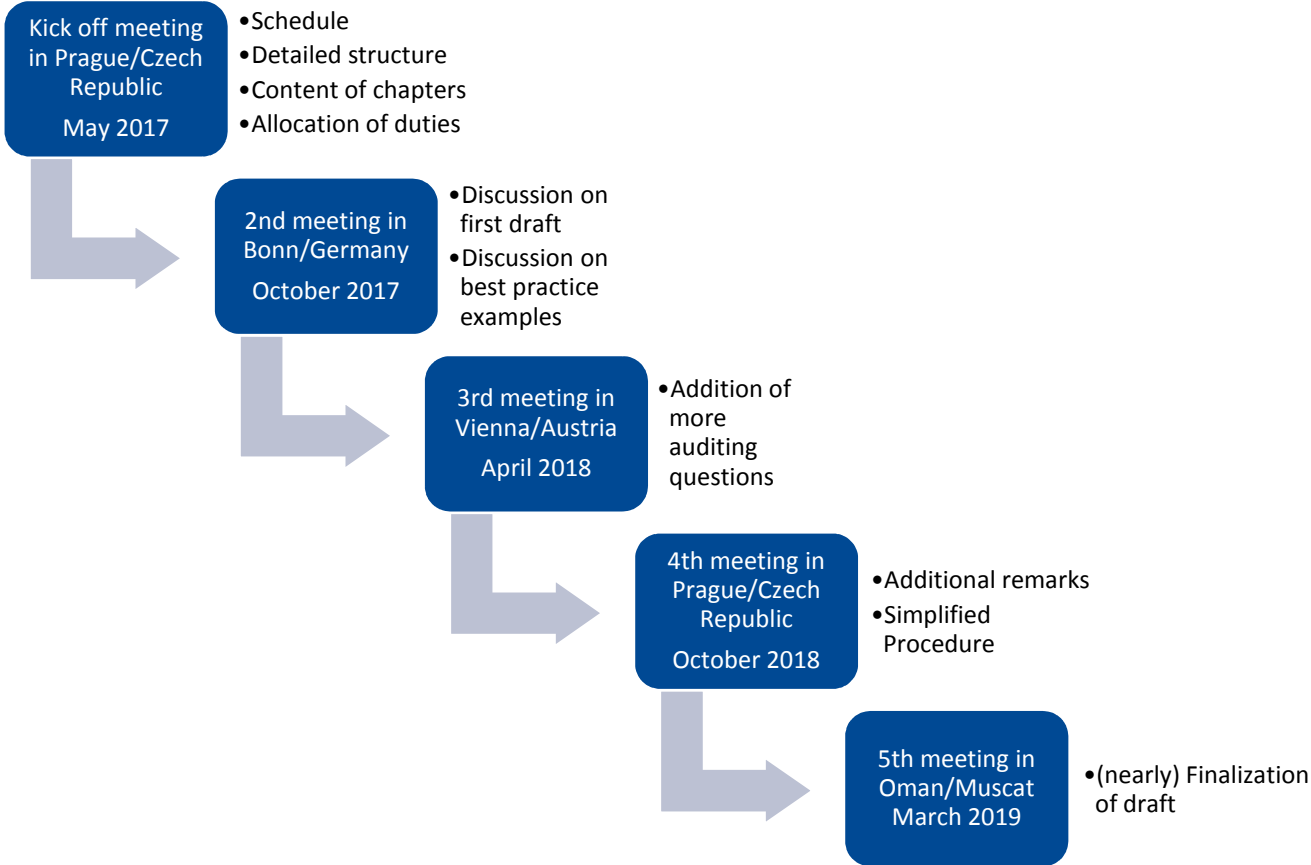 Kick off meeting
in Prague/Czech
Republic
May 2017
•Schedule
•Detailed structure
•Content of chapters
•Allocation of duties
2nd meeting in
Bonn/Germany
October 2017
•Discussion on
first draft
•Discussion on
best practice
examples
3rd meeting in
Vienna/Austria
April 2018
•Addition of
more
auditing
questions
4th meeting in
Prague/Czech
Republic
October 2018
•Additional remarks
•Simplified
Procedure
5th meeting in
Oman/Muscat
March 2019
•(nearly) Finalization
of draft